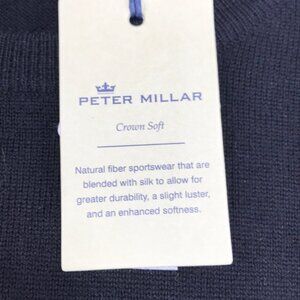 PETER MILLAR
Crown Soft
Natural fiber sportswear that are
blended with silk to allow for
greater durability, a slight luster,
and an enhanced softness.